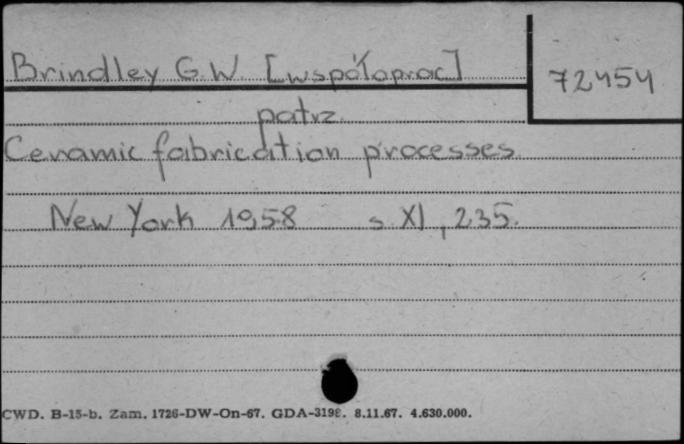 Brindley G.W. [współoprac]
72454
patrz
Ceramic fabrication processes.
New York 1958 s. XI, 235.
CWD. B-15-b. Zam. 1726-DW-On-67. GDA-3198. 8.11.67. 4.630.000.